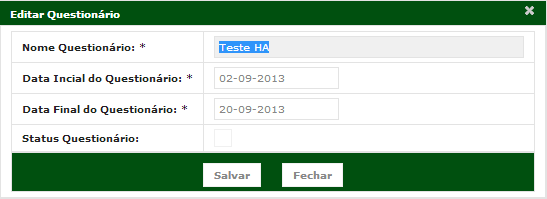 Editar Questionário
Nome Questionário: * Teste HA
Data Incial do Questionário: * 02-09-2013
Data Final do Questionário: * 20-09-2013
Status Questionário:
Salvar Fechar